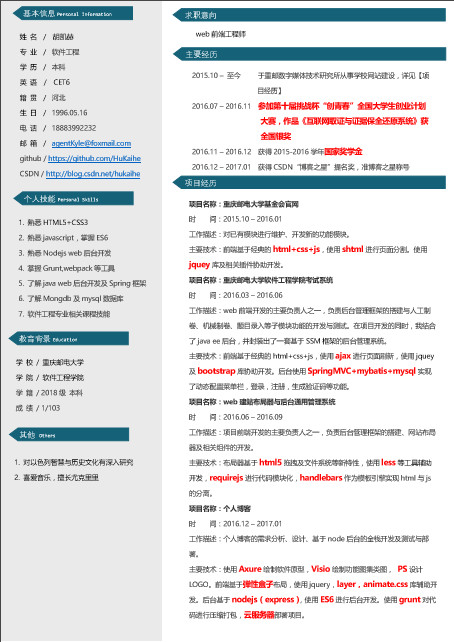 基本信息 Personal Information
姓 名 / 胡凯赫
专 业 / 软件工程
学 历 / 本科
英 语 / CET6
籍 贯 / 河北
生 日 / 1996.05.16
电 话 / 18883992232
邮 箱 / agentKyle@foxmail.com
github / https://github.com/HuKaihe
CSDN / http://blog.csdn.net/hukaihe
个人技能 Personal Skills
1. 熟悉 HTML5+CSS3
2. 熟悉 javascript，掌握 ES6
3. 熟悉 Nodejs web 后台开发
4. 掌握 Grunt,webpack 等工具
5. 了解 java web 后台开发及 Spring 框架
6. 了解 Mongdb 及 mysql 数据库
7. 软件工程专业相关课程技能
教育背景 Education
学 校 / 重庆邮电大学
学 院 / 软件工程学院
学 籍 / 2018 级 本科
成 绩 / 1/103
其他 Others
1. 对以色列智慧与历史文化有深入研究
2. 喜爱音乐，擅长尤克里里
求职意向
web 前端工程师
主要经历
2015.10 – 至今 于重邮数字媒体技术研究所从事学校网站建设，详见【项
目经历】
2016.07 – 2016.11 参加第十届挑战杯“创青春”全国大学生创业计划
大赛，作品《互联网取证与证据保全还原系统》获
全国银奖
2016.11 – 2016.12 获得 2015-2016 学年国家奖学金
2016.12 – 2017.01 获得 CSDN“博客之星”提名奖，准博客之星称号
项目经历
项目名称：重庆邮电大学基金会官网
时 间：2015.10 – 2016.01
工作描述：对已有模块进行维护、开发新的功能模块。
主要技术：前端基于经典的 html+css+js，使用 shtml 进行页面分割。使用
jquey 库及相关插件协助开发。
项目名称：重庆邮电大学软件工程学院考试系统
时 间：2016.03 – 2016.06
工作描述：web 前端开发的主要负责人之一，负责后台管理框架的搭建与人工制
卷、机械制卷、题目录入等子模块功能的开发与测试。在项目开发的同时，我结合
了 java ee 后台，并封装出了一套基于 SSM 框架的后台管理系统。
主要技术：前端基于经典的 html+css+js，使用 ajax 进行页面刷新，使用 jquey
及 bootstrap 库协助开发。后台使用 SpringMVC+mybatis+mysql 实现
了动态配置菜单栏，登录，注册，生成验证码等功能。
项目名称：web 建站布局器与后台通用管理系统
时 间：2016.06 – 2016.09
工作描述：项目前端开发的主要负责人之一，负责后台管理框架的搭建、网站布局
器及相关组件的开发。
主要技术：布局器基于 html5 拖拽及文件系统等新特性，使用 less 等工具辅助
开发，requirejs 进行代码模块化，handlebars 作为模板引擎实现 html 与 js
的分离。
项目名称：个人博客
时 间：2016.12 – 2017.01
工作描述：个人博客的需求分析、设计、基于 node 后台的全栈开发及测试与部
署。
主要技术：使用 Axure 绘制软件原型，Visio 绘制功能图集类图， PS 设计
LOGO。前端基于弹性盒子布局，使用 jquery，layer，animate.css 库辅助开
发。后台基于 nodejs（express），使用 ES6 进行后台开发。使用 grunt 对代
码进行压缩打包，云服务器部署项目。